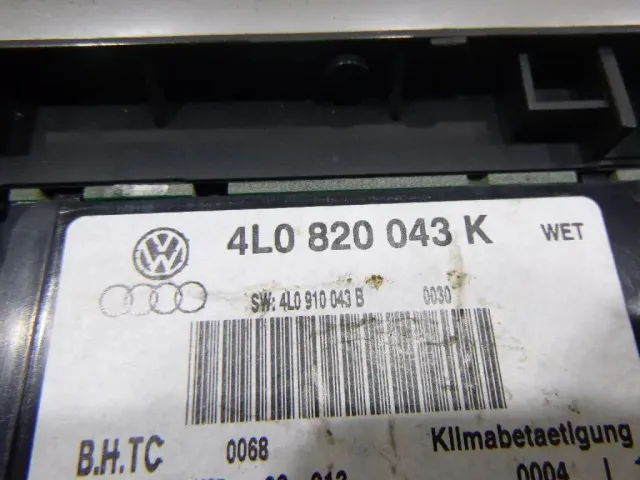 4L0 820 043 K WET
SW: 4L0 910 043 B 0030
B.H.TC 0068 Klimabetaetigung
0004